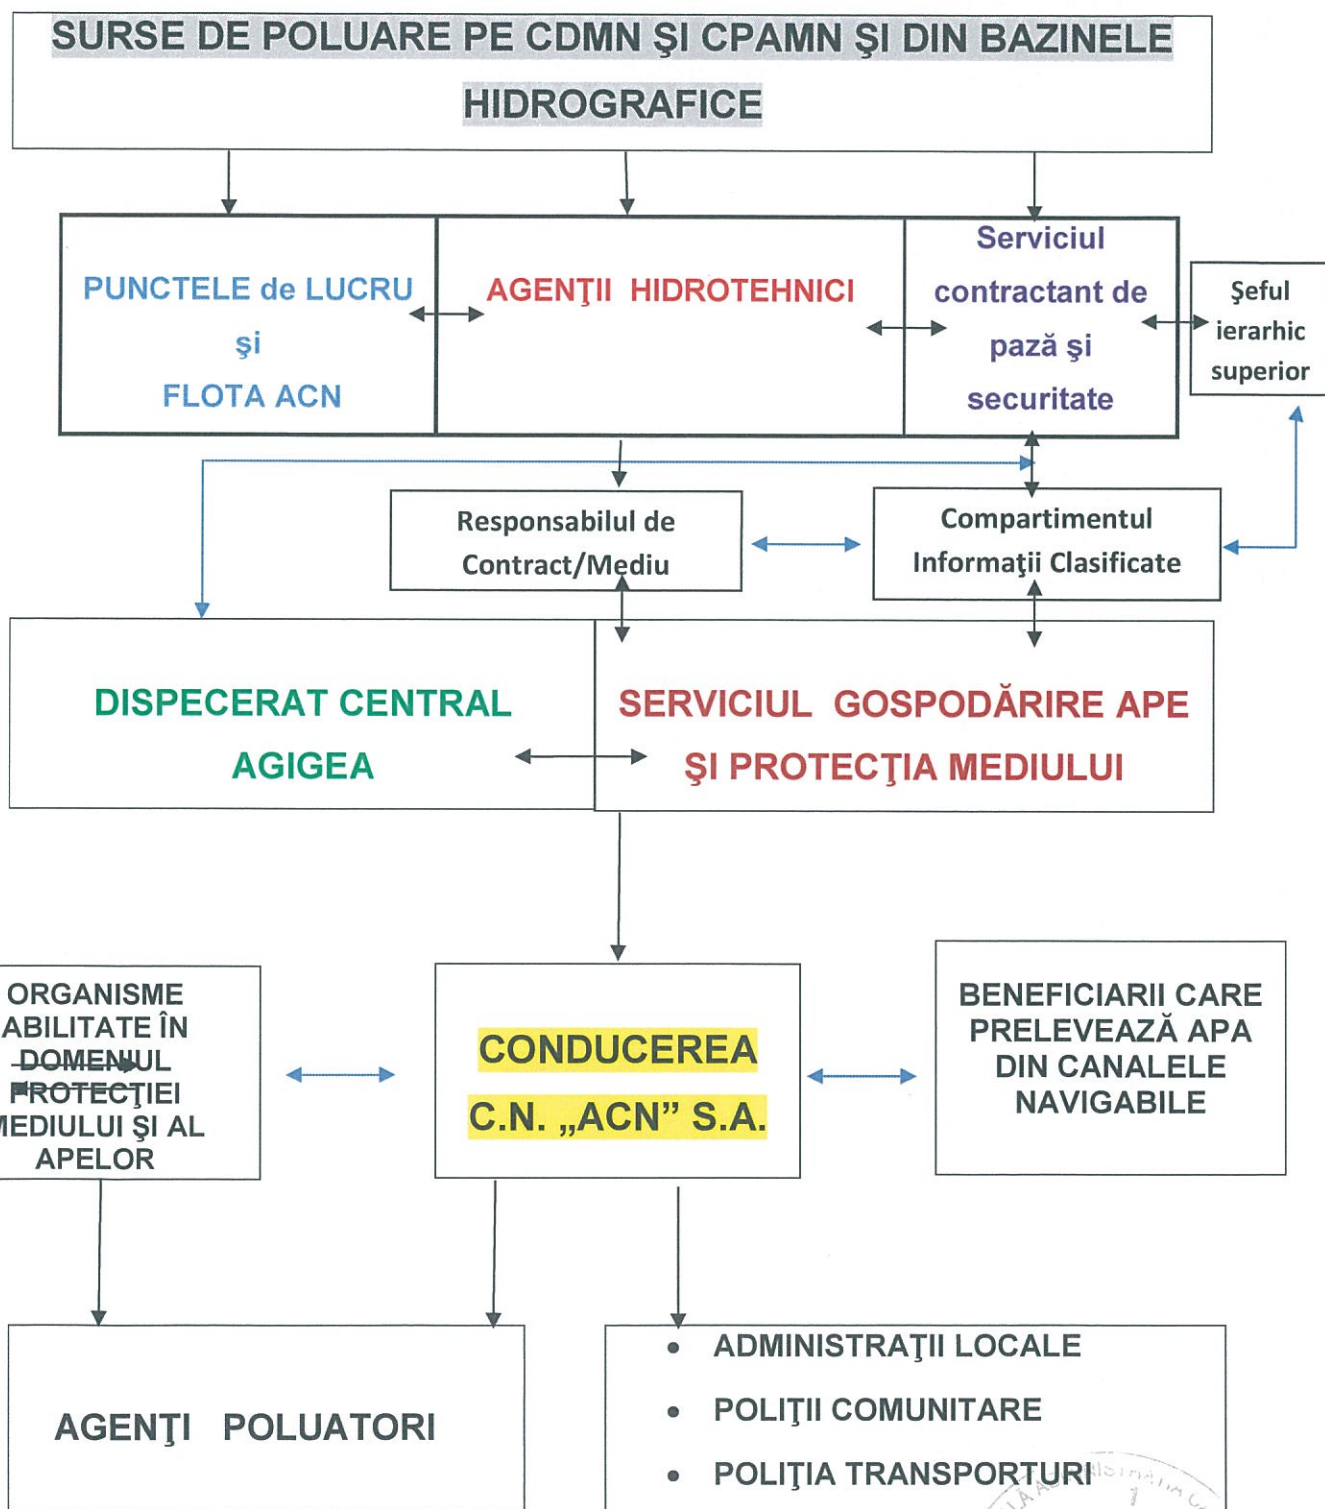 SURSE DE POLUARE PE CDMN ŞI CPAMN ŞI DIN BAZINELE
HIDROGRAFICE
PUNCTELE de LUCRU
şi
FLOTA ACN
AGENŢII HIDROTEHNICI
Serviciul
contractant de
pază şi
securitate
Şeful
ierarhic
superior
Responsabilul de
Contract/Mediu
Compartimentul
Informaţii Clasificate
DISPECERAT CENTRAL
AGIGEA
SERVICIUL GOSPODĂRIRE APE
ŞI PROTECŢIA MEDIULUI
ORGANISME
ABILITATE ÎN
DOMENIUL
PROTECŢIEI
MEDIULUI ŞI AL
APELOR
CONDUCEREA
C.N. „ACN” S.A.
BENEFICIARII CARE
PRELEVEAZĂ APA
DIN CANALELE
NAVIGABILE
AGENŢI POLUATORI
• ADMINISTRAŢII LOCALE
• POLIŢII COMUNITARE
• POLIŢIA TRANSPORTURI